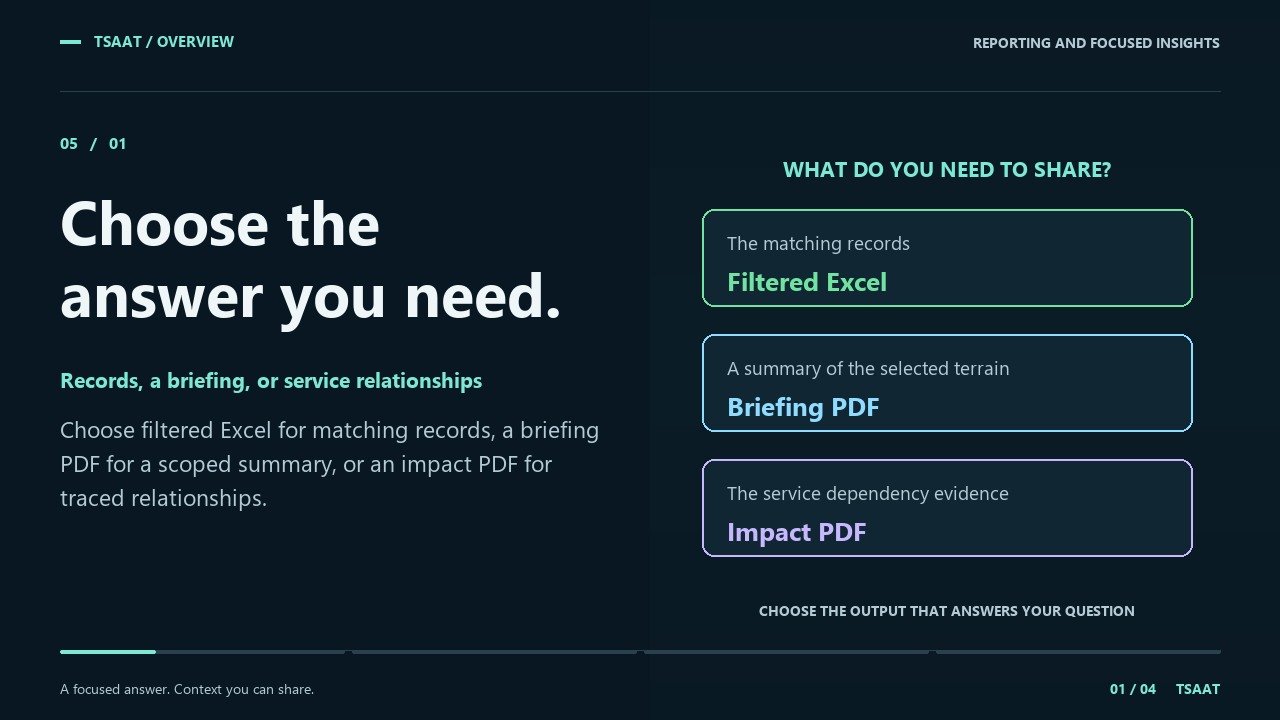 TSAAT / OVERVIEW
REPORTING AND FOCUSED INSIGHTS
05 / 01
Choose the
answer you need.
Records, a briefing, or service relationships
Choose filtered Excel for matching records, a briefing
PDF for a scoped summary, or an impact PDF for
traced relationships.
WHAT DO YOU NEED TO SHARE?
The matching records
Filtered Excel
A summary of the selected terrain
Briefing PDF
The service dependency evidence
Impact PDF
CHOOSE THE OUTPUT THAT ANSWERS YOUR QUESTION
A focused answer. Context you can share.
01 / 04 TSAAT